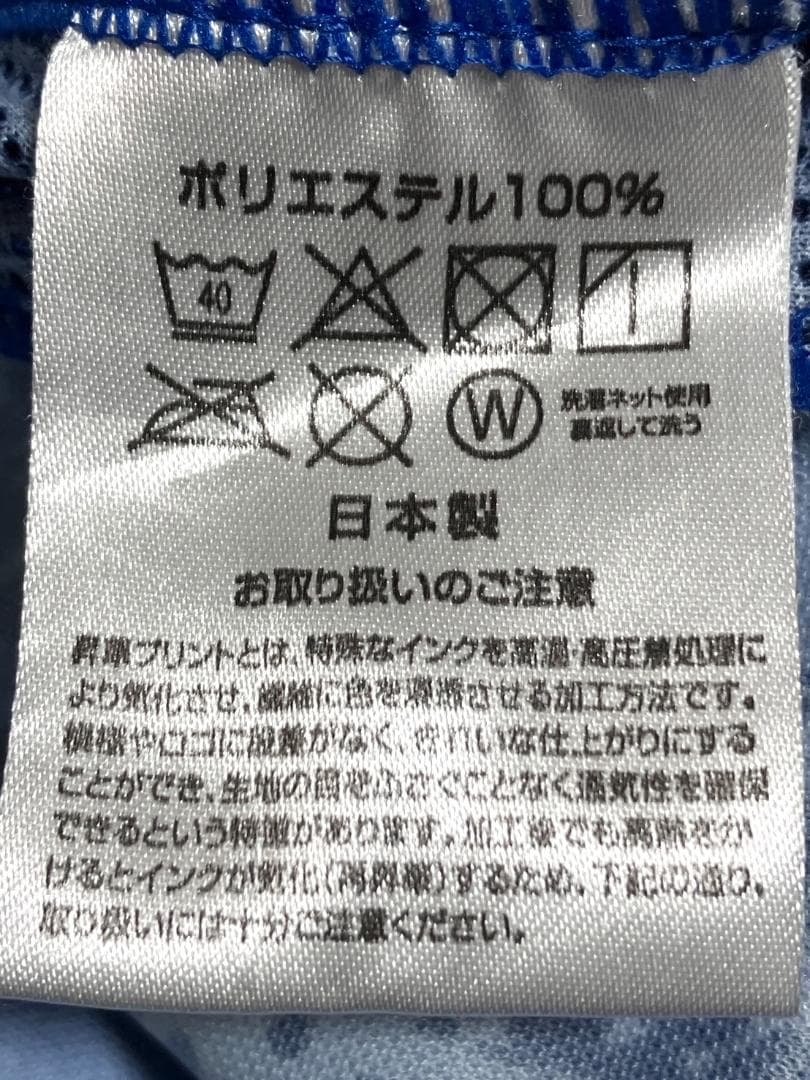 ポリエステル100%
40
W
洗濯ネット使用
裏返して洗う
日本製
お取り扱いのご注意
昇華プリントとは、特殊なインクを高温・高圧着処理に
より気化させ、繊維に色を浸透させる加工方法です。
模様やロゴに段差がなく、きれいな仕上がりにする
ことができ、生地の目をふさぐことなく通気性を確保
できるという特徴があります。加工後でも高熱をか
けるとインクが気化(再昇華)するため、下記の通り、
取り扱いには十分ご注意ください。